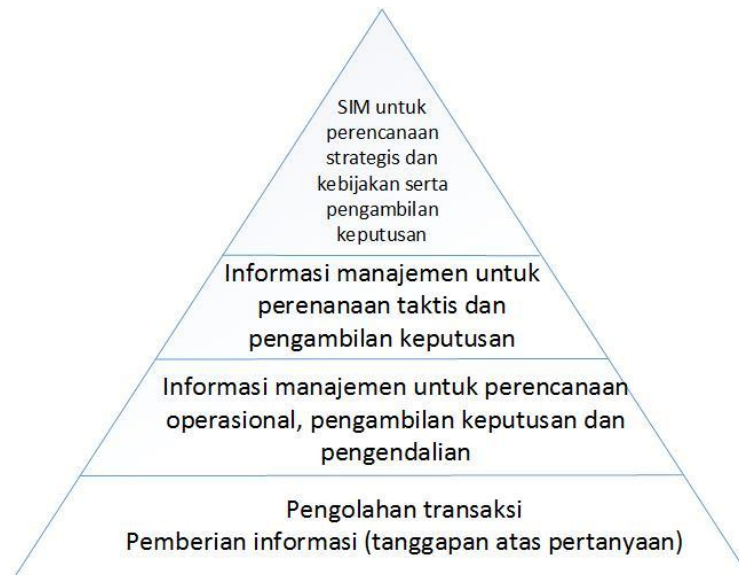 SIM untuk
perencanaan
strategis dan
kebijakan serta
pengambilan
keputusan
Informasi manajemen untuk
perenanaan taktis dan
pengambilan keputusan
Informasi manajemen untuk perencanaan
operasional, pengambilan keputusan dan
pengendalian
Pengolahan transaksi
Pemberian informasi (tanggapan atas pertanyaan)